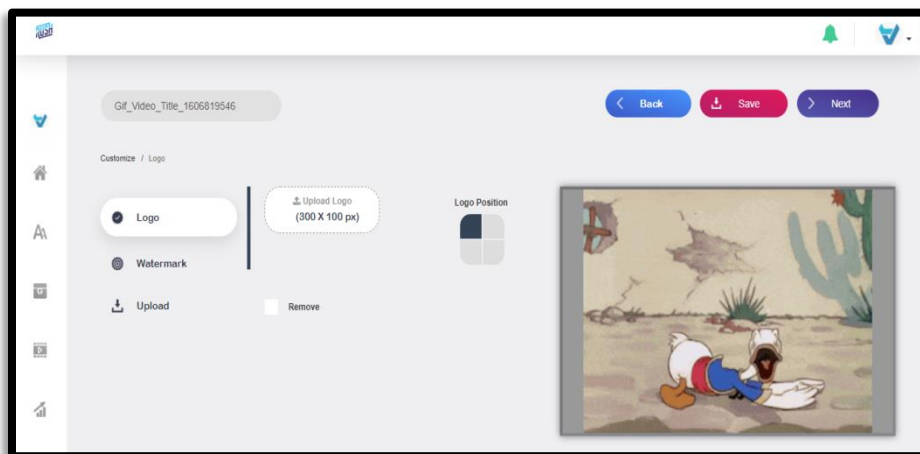 Gif_Video_Title_1606819546
Back
Save
Next
Customize / Logo
Logo
Upload Logo
(300 X 100 px)
Logo Position
Watermark
Upload
Remove